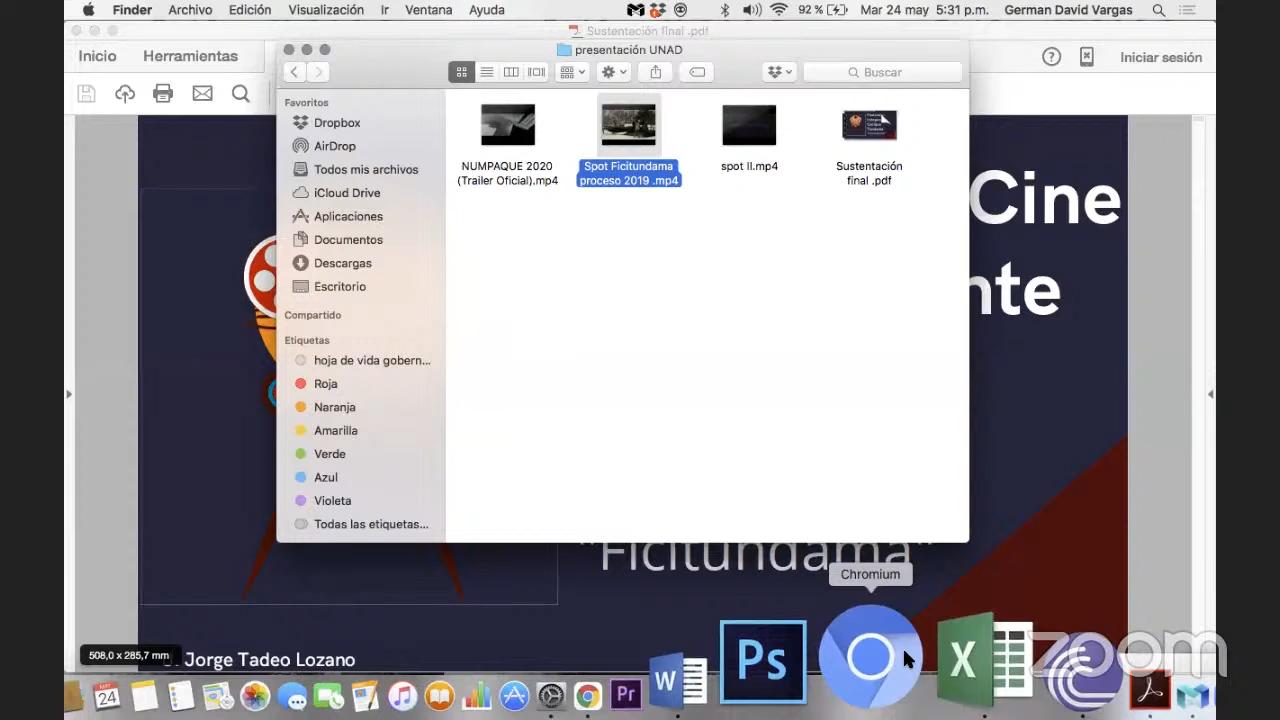 Finder Archivo Edición Visualización Ir Ventana Ayuda 92 % Mar 24 may 5:31 p.m. German David Vargas
Sustentación final .pdf
Inicio Herramientas Iniciar sesión
presentación UNAD
Buscar
Favoritos
Dropbox
AirDrop
Todos mis archivos
iCloud Drive
Aplicaciones
Documentos
Descargas
Escritorio
Compartido
Etiquetas
hoja de vida gobern...
Roja
Naranja
Amarilla
Verde
Azul
Violeta
Todas las etiquetas...
NUMPAQUE 2020
(Trailer Oficial).mp4
Spot Ficitundama
proceso 2019 .mp4
spot II.mp4
Sustentación
final .pdf
Cine
nte
"Ficitundama"
Chromium
508,0 x 285,7 mm
Jorge Tadeo Lozano
24
Pr
W
Ps
X
zoom